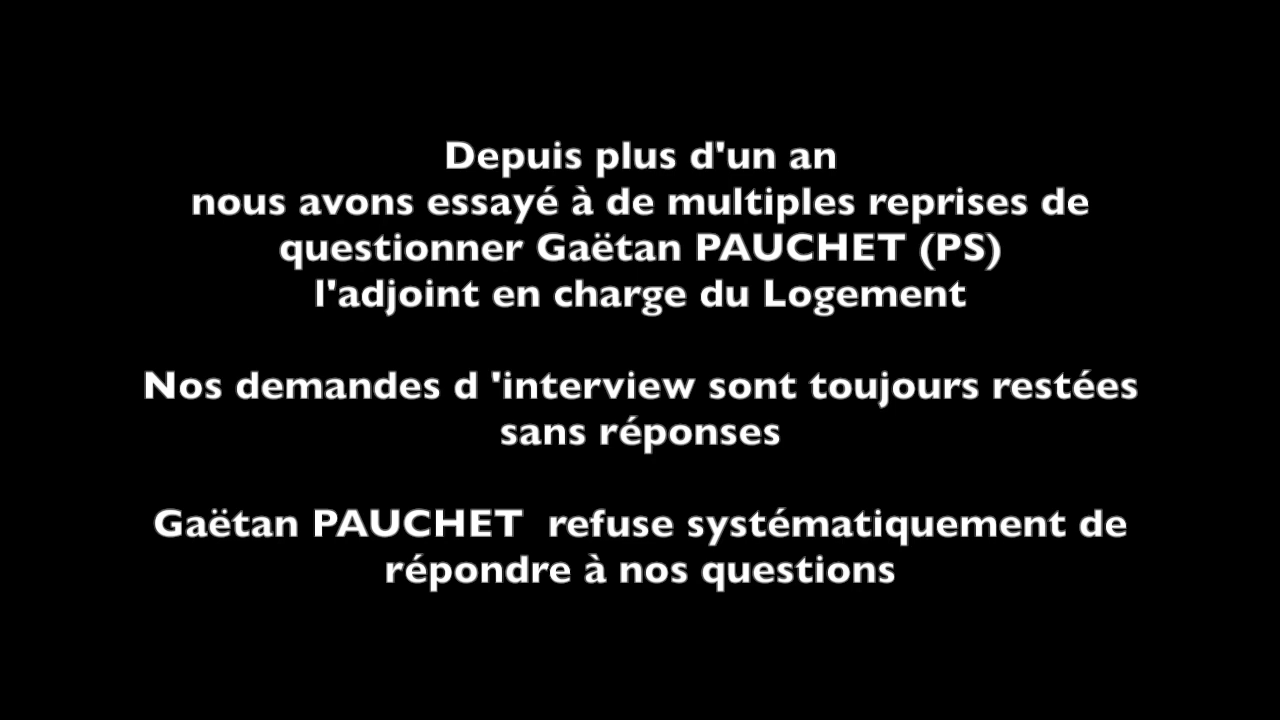 Depuis plus d'un an
nous avons essayé à de multiples reprises de
questionner Gaëtan PAUCHET (PS)
l'adjoint en charge du Logement
Nos demandes d 'interview sont toujours restées
sans réponses
Gaëtan PAUCHET  refuse systématiquement de
répondre à nos questions